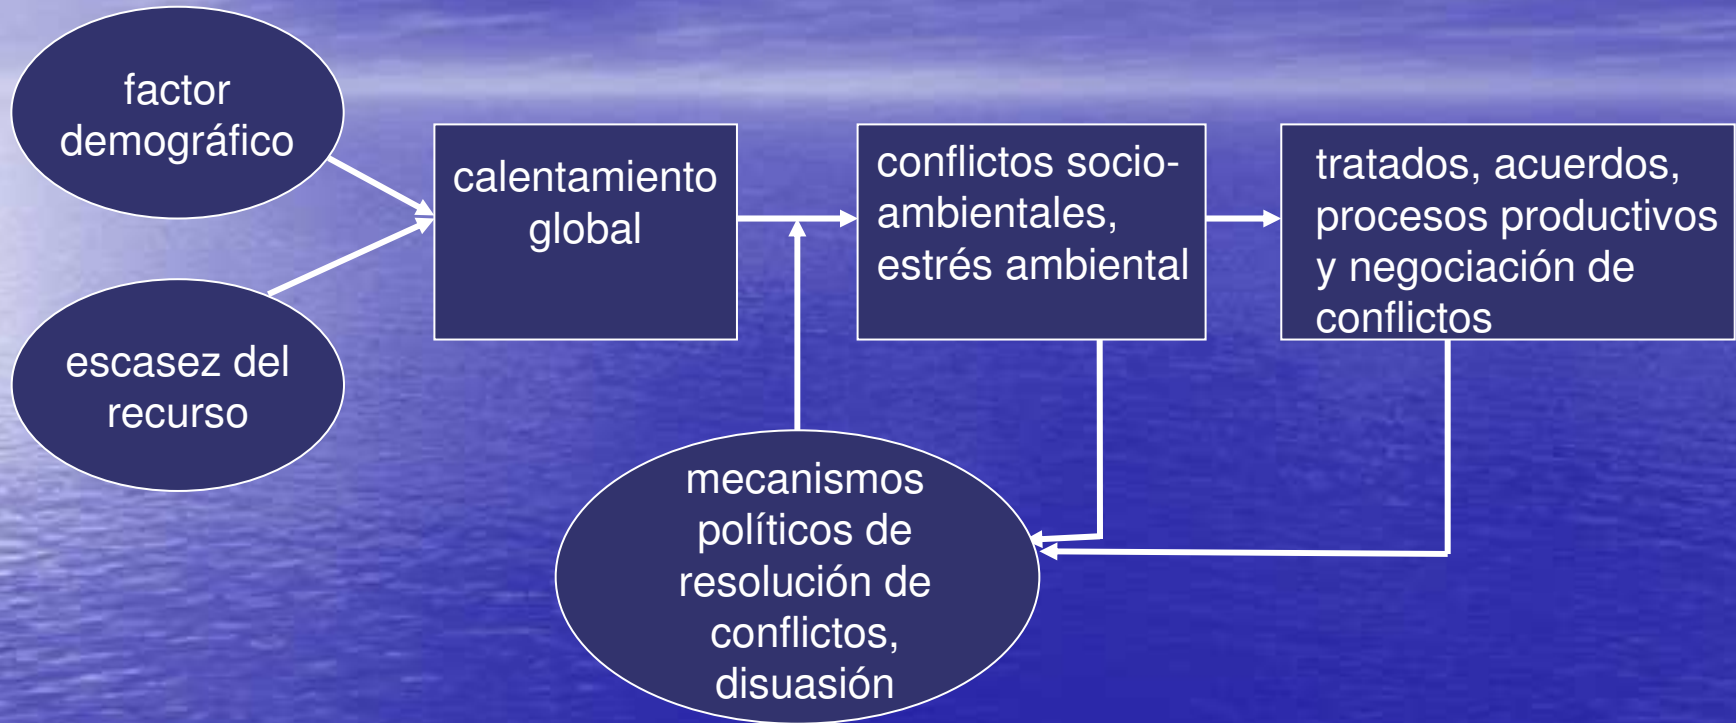 factor
demográfico
escasez del
recurso
calentamiento
global
conflictos socio-
ambientales,
estrés ambiental
tratados, acuerdos,
procesos productivos
y negociación de
conflictos
mecanismos
políticos de
resolución de
conflictos,
disuasión